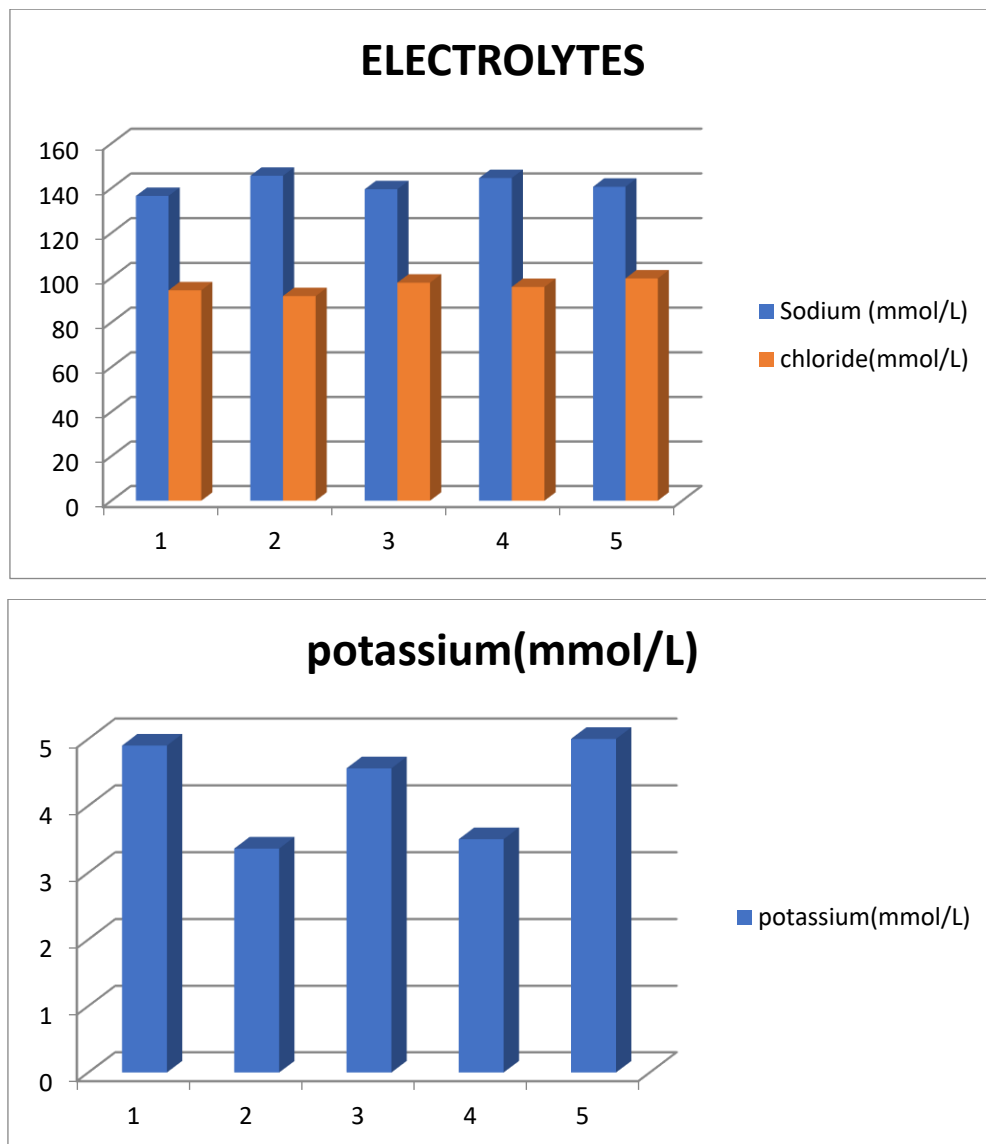 ELECTROLYTES
160
140
120
100
80
60
40
20
0
1 2 3 4 5
Sodium (mmol/L)
chloride(mmol/L)
potassium(mmol/L)
5
4
3
2
1
0
1 2 3 4 5
potassium(mmol/L)